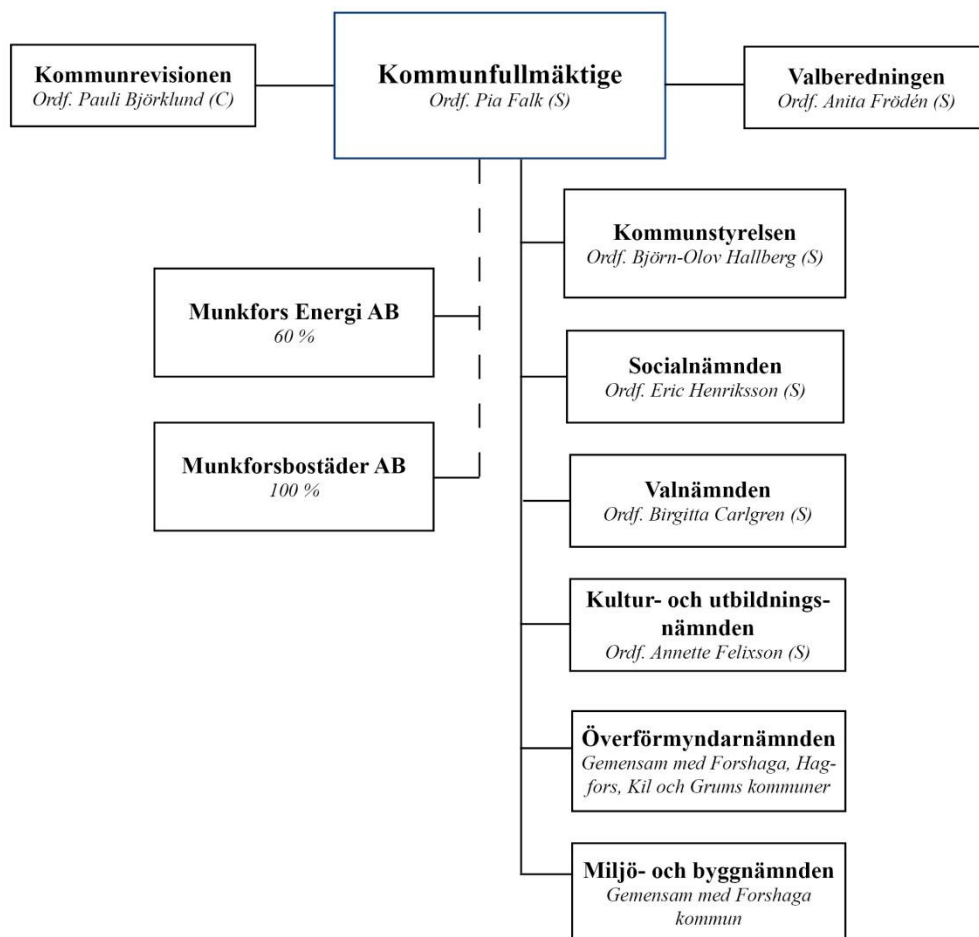 Kommunrevisionen
Ordf. Pauli Björklund (C)
Kommunfullmäktige
Ordf. Pia Falk (S)
Valberedningen
Ordf. Anita Frödén (S)
Kommunstyrelsen
Ordf. Björn-Olov Hallberg (S)
Munkfors Energi AB
60 %
Socialnämnden
Ordf. Eric Henriksson (S)
Munkforsbostäder AB
100 %
Valnämnden
Ordf. Birgitta Carlgren (S)
Kultur- och utbildnings-
nämnden
Ordf. Annette Felixson (S)
Överförmyndarnämnden
Gemensam med Forshaga, Hag-
fors, Kil och Grums kommuner
Miljö- och byggnämnden
Gemensam med Forshaga
kommun